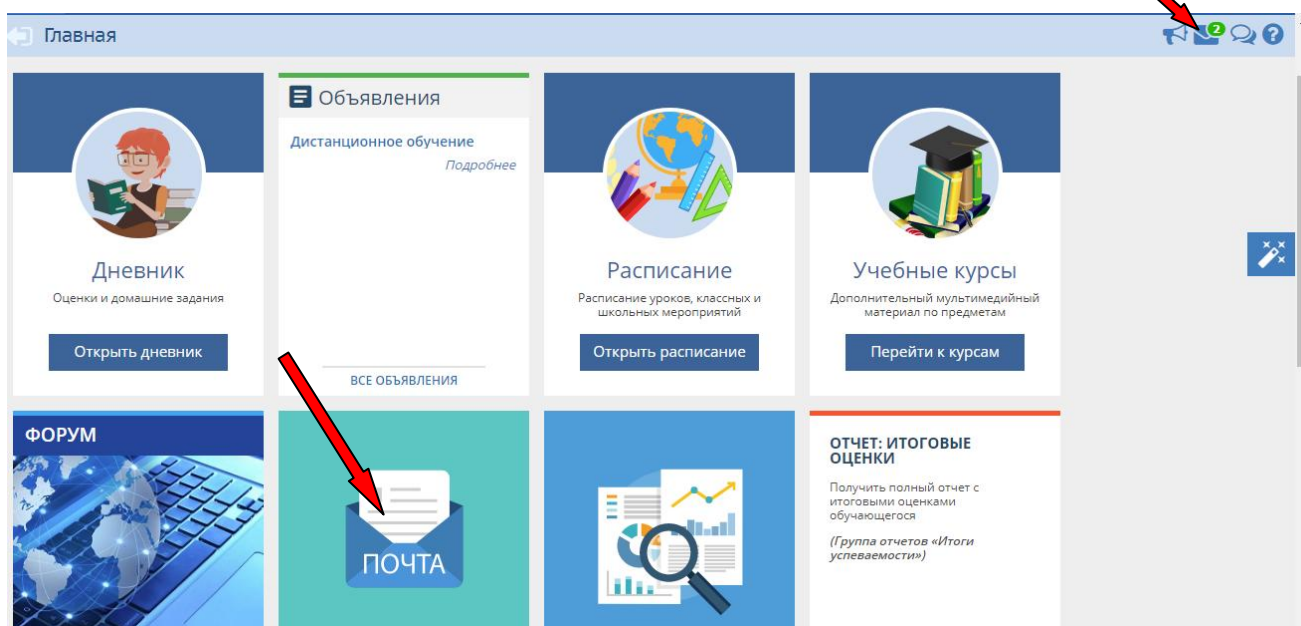 Главная
2
?
Объявления
Дистанционное обучение
Подробнее
ВСЕ ОБЪЯВЛЕНИЯ
Дневник
Оценки и домашние задания
Открыть дневник
Расписание
Расписание уроков, классных и
школьных мероприятий
Открыть расписание
Учебные курсы
Дополнительный мультимедийный
материал по предметам
Перейти к курсам
ФОРУМ
ПОЧТА
ОТЧЕТ: ИТОГОВЫЕ
ОЦЕНКИ
Получить полный отчет с
итоговыми оценками
обучающегося
(Группа отчетов «Итоги
успеваемости»)